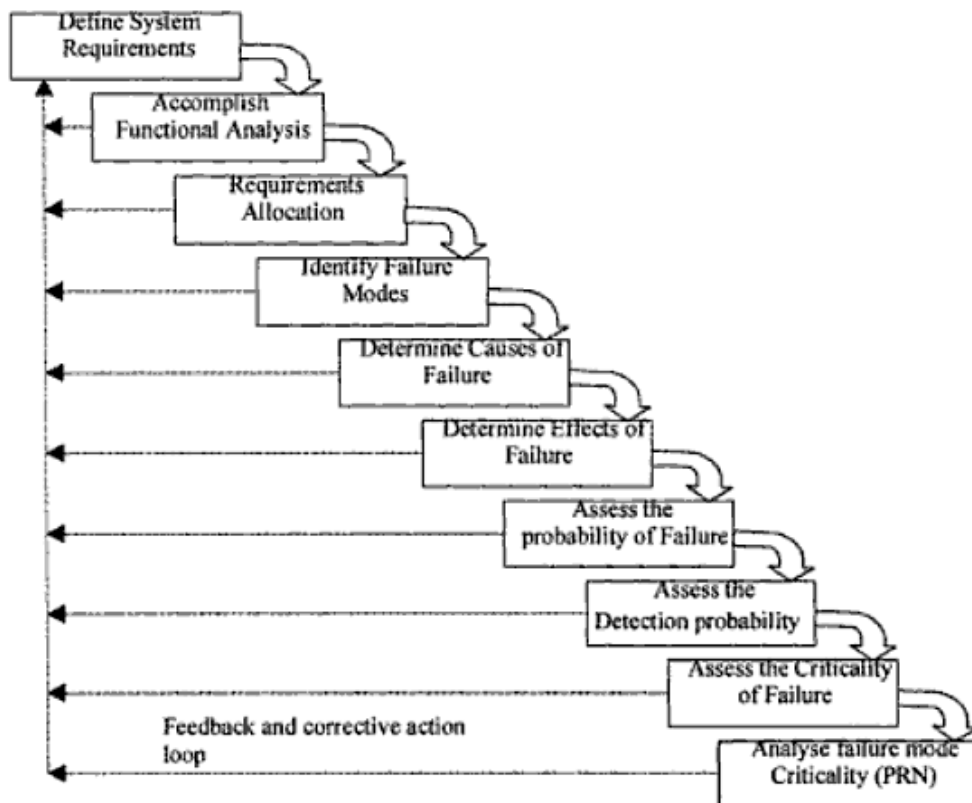 Define System
Requirements
Accomplish
Functional Analysis
Requirements
Allocation
Identify Failure
Modes
Determine Causes of
Failure
Determine Effects of
Failure
Assess the
probability of Failure
Assess the
Detection probability
Assess the Criticality
of Failure
Feedback and corrective action
loop
Analyse failure mode
Criticality (PRN)